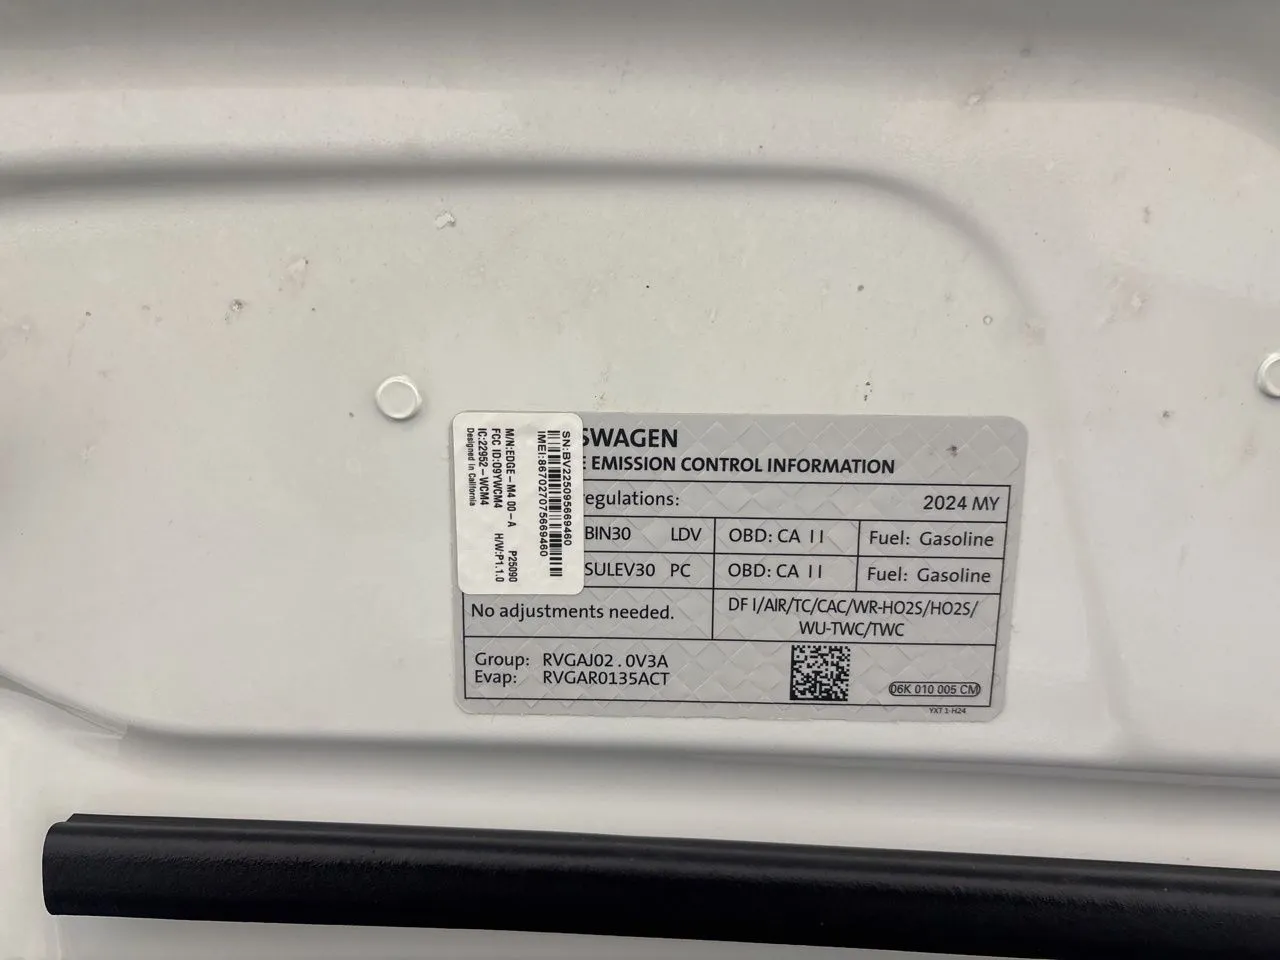 SN:BV225095669460
IMEI:867027075669460
M/N:EDGE-M4 00-A P25090
FCC ID:O9YWCM4 H/W:P1.1.0
IC:22952-WCM4
Designed in California
SWAGEN
E EMISSION CONTROL INFORMATION
egulations: 2024 MY
BIN30 LDV OBD: CA II Fuel: Gasoline
SULEV30 PC OBD: CA II Fuel: Gasoline
No adjustments needed.
DFI/AIR/TC/CAC/WR-HO2S/HO2S/
WU-TWC/TWC
Group: RVGAJ02.0V3A
Evap: RVGAR0135ACT
06K 010 005 CM
YXT 1-H24